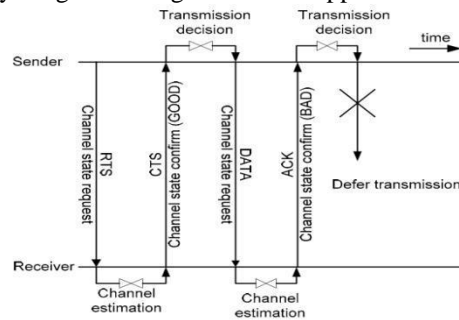 Transmission
decision
Transmission
decision
time
Sender
RTS
Channel state request
CTS
Channel state confirm (GOOD)
DATA
Channel state request
ACK
Channel state confirm (BAD)
Defer transmission
Receiver
Channel
estimation
Channel
estimation